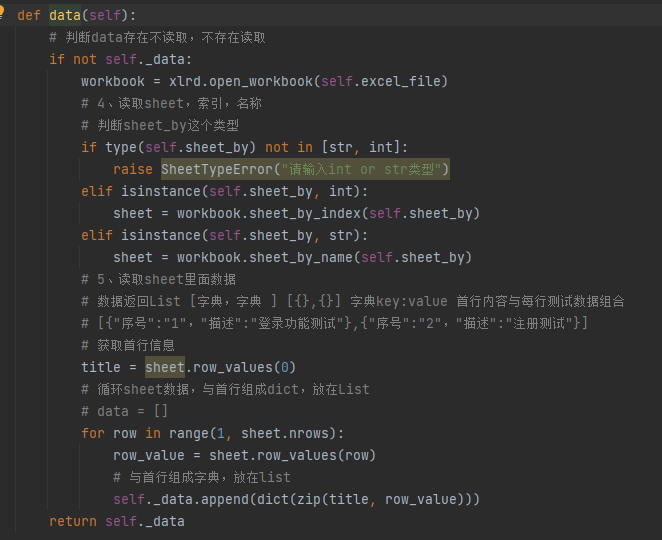 def data(self):
# 判断data存在不读取，不存在读取
if not self._data:
workbook = xlrd.open_workbook(self.excel_file)
# 4、读取sheet，索引，名称
# 判断sheet_by这个类型
if type(self.sheet_by) not in [str, int]:
raise SheetTypeError("请输入int or str类型")
elif isinstance(self.sheet_by, int):
sheet = workbook.sheet_by_index(self.sheet_by)
elif isinstance(self.sheet_by, str):
sheet = workbook.sheet_by_name(self.sheet_by)
# 5、读取sheet里面数据
# 数据返回List [字典，字典 ] [{},{}] 字典key:value 首行内容与每行测试数据组合
# [{"序号":"1"，"描述":"登录功能测试"},{"序号":"2"，"描述":"注册测试"}]
# 获取首行信息
title = sheet.row_values(0)
# 循环sheet数据，与首行组成dict，放在List
# data = []
for row in range(1, sheet.nrows):
row_value = sheet.row_values(row)
# 与首行组成字典，放在list
self._data.append(dict(zip(title, row_value)))
return self._data